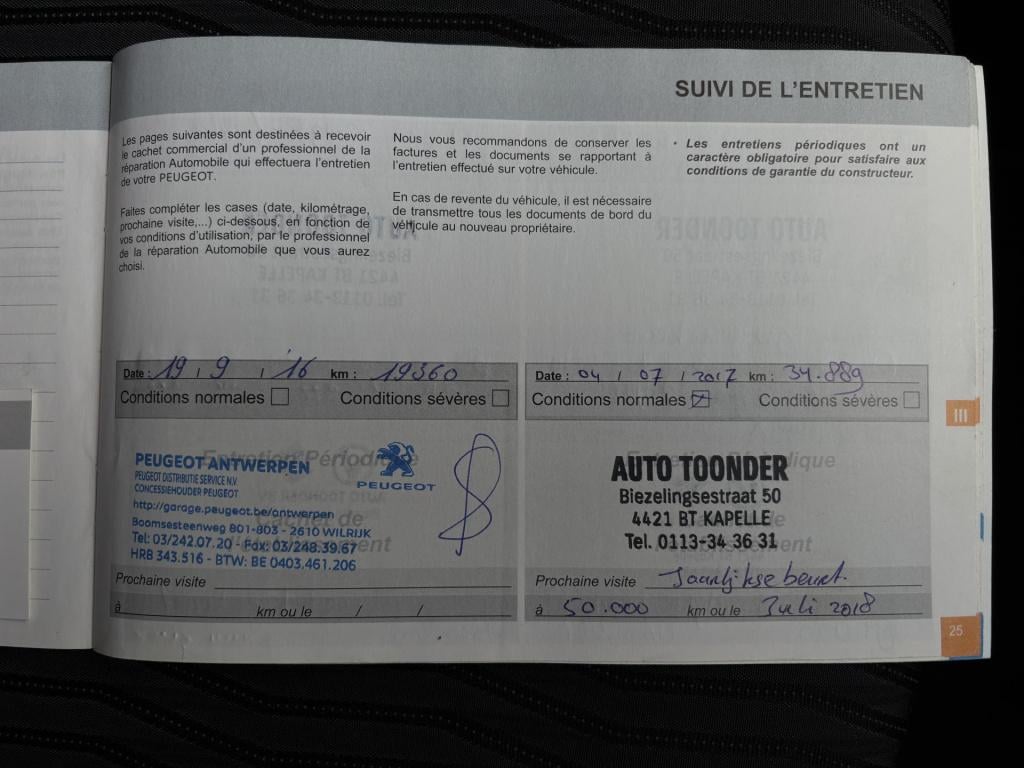 SUIVI DE L'ENTRETIEN
Les pages suivantes sont destinées à recevoir
le cachet commercial d'un professionnel de la
réparation Automobile qui effectuera l'entretien
de votre PEUGEOT.
Faites compléter les cases (date, kilométrage,
prochaine visite,...) ci-dessous, en fonction de
vos conditions d'utilisation, par le professionnel
de la réparation Automobile que vous aurez
choisi.
Nous vous recommandons de conserver les
factures et les documents se rapportant à
l'entretien effectué sur votre véhicule.
En cas de revente du véhicule, il est nécessaire
de transmettre tous les documents de bord du
véhicule au nouveau propriétaire.
• Les entretiens périodiques ont un
caractère obligatoire pour satisfaire aux
conditions de garantie du constructeur.
Date : 19 / 9 / '16 km : 19360
Conditions normales Conditions sévères
Entretien Périodique
PEUGEOT ANTWERPEN
PEUGEOT DISTRIBUTIE SERVICE N.V
CONCESSIEHOUDER PEUGEOT
PEUGEOT
http://garage.peugeot.be/antwerpen
Cachet de
Boomsesteenweg 801-803 - 2610 WILRIJK
Tel: 03/242.07.20 - Fax: 03/248.39.67
HRB 343.516 - BTW: BE 0403.461.206
Prochaine visite
à km ou le / /
Date : 04 / 07 / 2017 km : 34.889
Conditions normales Conditions sévères
Entretien Périodique
AUTO TOONDER
Biezelingsestraat 50
4421 BT KAPELLE
Tel. 0113-34 36 31
Prochaine visite Jaarlijkse beurt.
à 50.000 km ou le Juli 2018
III
25